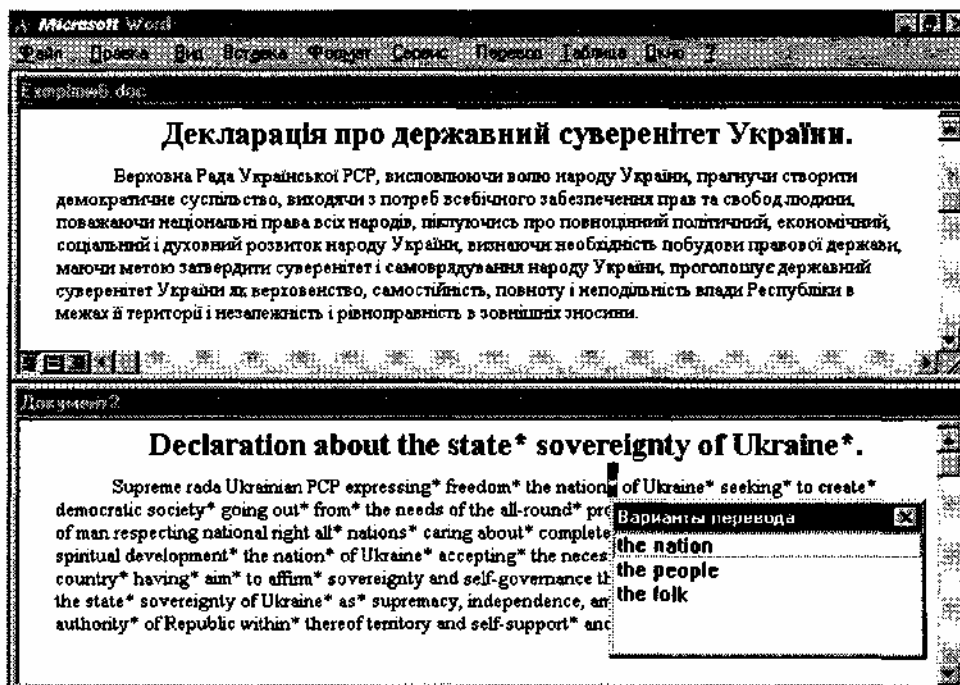 Microsoft Word
Файл Правка Вид Вставка Формат Сервис Перевод Таблица Окно ?
Декларація про державний суверенітет України.
Верховна Рада Української РСР, висловлюючи волю народу України, прагнучи створити
демократичне суспільство, виходячи з потреб всебічного забезпечення прав та свобод людини,
поважаючи національні права всіх народів, піклуючись про повноцінний політичний, економічний,
соціальний і духовний розвиток народу України, визнаючи необхідність побудови правової держави,
маючи метою затвердити суверенітет і самоврядування народу України, проголошує державний
суверенітет України як верховенство, самостійність, повноту і неподільність влади Республіки в
межах її території і незалежність і рівноправність в зовнішніх зносини.
Документ2
Declaration about the state* sovereignty of Ukraine*.
Supreme rada Ukrainian PCP expressing* freedom* the nation of Ukraine* seeking* to create*
democratic society* going out* from* the needs of the all-round* pro
of man respecting national right all* nations* caring about* complete
spiritual development* the nation* of Ukraine* accepting* the neces
country* having* aim* to affirm* sovereignty and self-governance th
the state* sovereignty of Ukraine* as* supremacy, independence, an
authority* of Republic within* thereof territory and self-support* and
Варианты перевода
the nation
the people
the folk